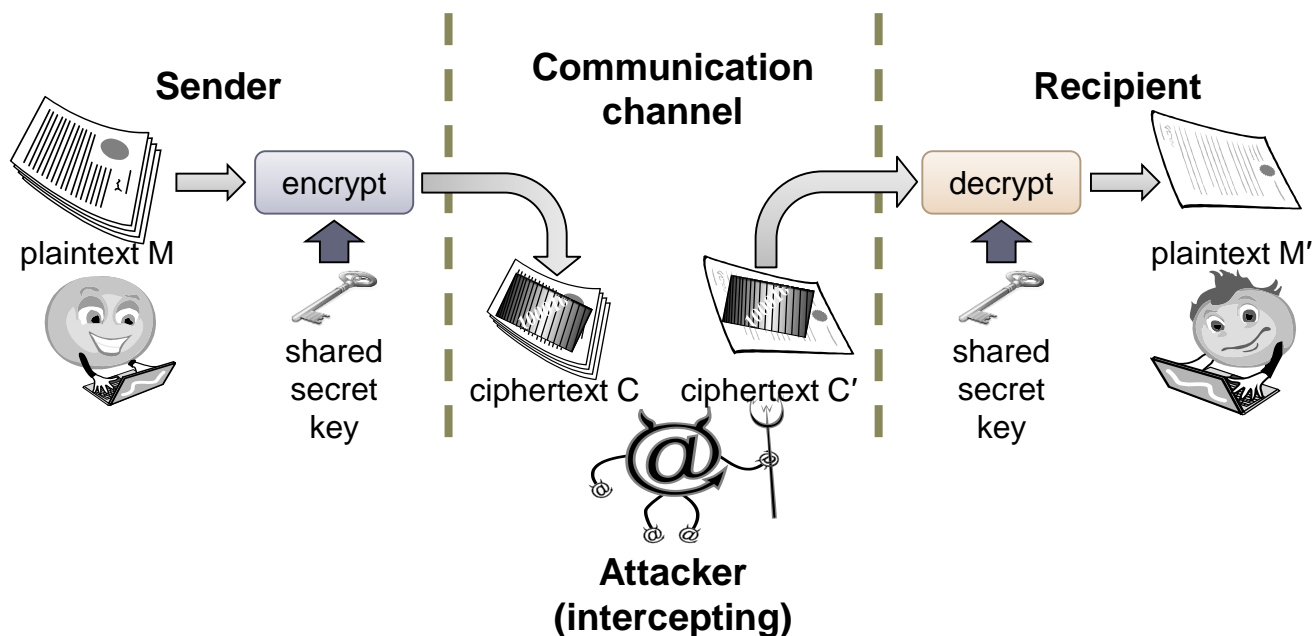 Sender
Communication
channel
Recipient
encrypt
decrypt
plaintext M
plaintext M′
shared
secret
key
ciphertext C
ciphertext C′
shared
secret
key
@
@
@
@
@
Attacker
(intercepting)